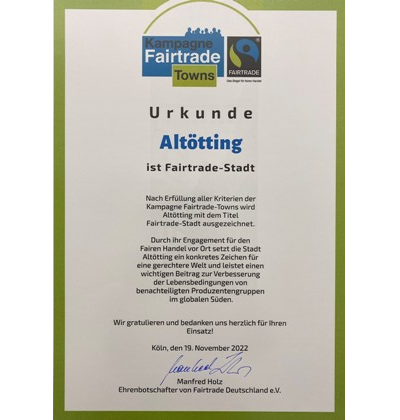 Kampagne
Fairtrade
Towns
FAIRTRADE
Urkunde
Altötting
ist Fairtrade-Stadt
Nach Erfüllung aller Kriterien der
Kampagne Fairtrade-Towns wird
Altötting mit dem Titel
Fairtrade-Stadt ausgezeichnet.
Durch ihr Engagement für den
Fairen Handel vor Ort setzt die Stadt
Altötting ein konkretes Zeichen für
eine gerechtere Welt und leistet einen
wichtigen Beitrag zur Verbesserung
der Lebensbedingungen von
benachteiligten Produzentengruppen
im globalen Süden.
Wir gratulieren und bedanken uns herzlich für Ihren
Einsatz!
Köln, den 19. November 2022
Manfred Holz
Ehrenbotschafter von Fairtrade Deutschland e.V.